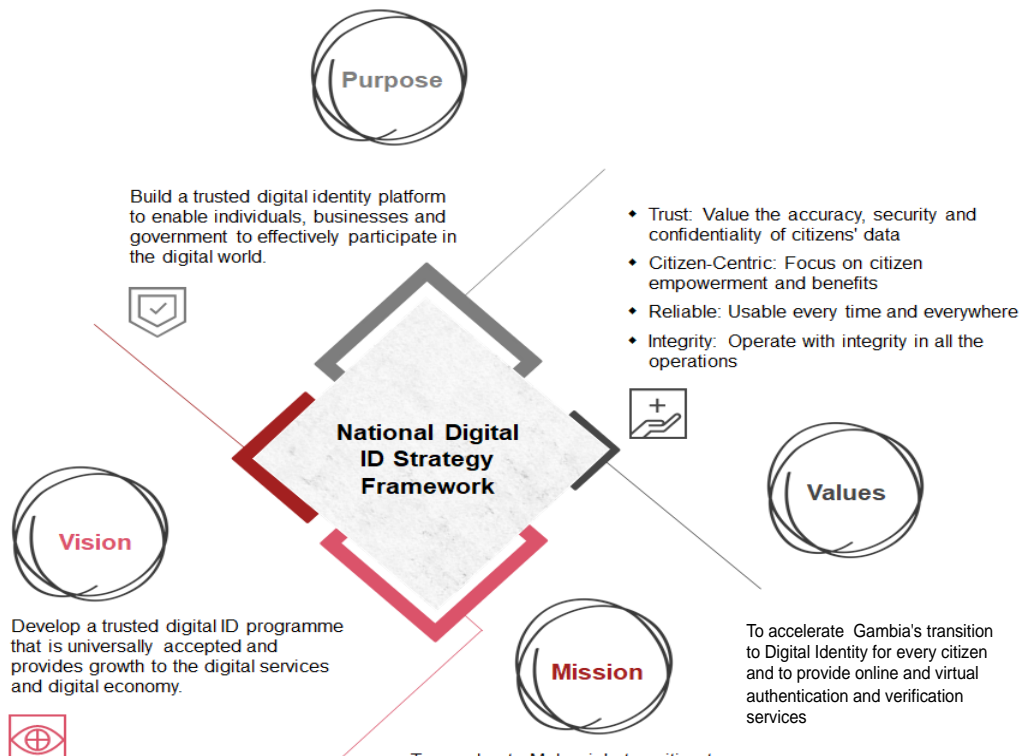 Purpose
Build a trusted digital identity platform
to enable individuals, businesses and
government to effectively participate in
the digital world.
◆ Trust: Value the accuracy, security and
confidentiality of citizens' data
◆ Citizen-Centric: Focus on citizen
empowerment and benefits
◆ Reliable: Usable every time and everywhere
◆ Integrity: Operate with integrity in all the
operations
National Digital
ID Strategy
Framework
Values
Vision
Develop a trusted digital ID programme
that is universally accepted and
provides growth to the digital services
and digital economy.
Mission
To accelerate Gambia's transition
to Digital Identity for every citizen
and to provide online and virtual
authentication and verification
services